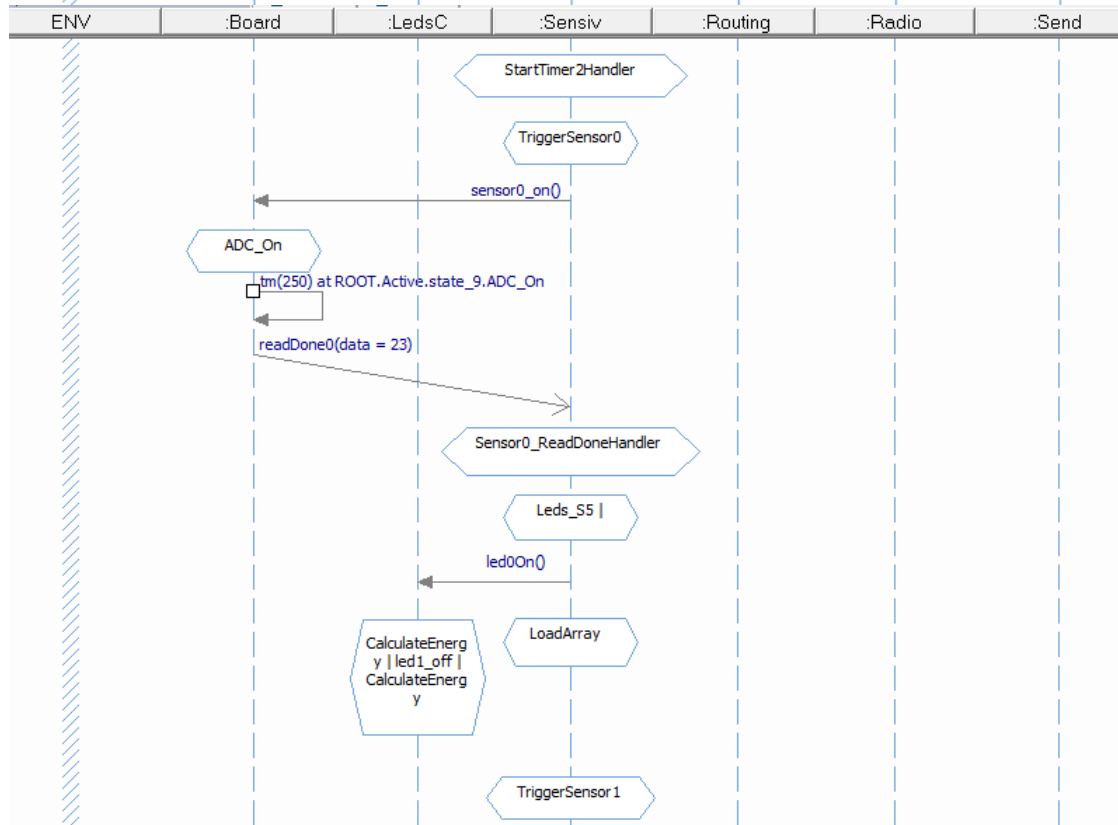 ENV :Board :LedsC :Sensiv :Routing :Radio :Send
StartTimer2Handler
TriggerSensor0
sensor0_on()
ADC_On
tm(250) at ROOT.Active.state_9.ADC_On
readDone0(data = 23)
Sensor0_ReadDoneHandler
Leds_S5 |
led0On()
LoadArray
CalculateEnerg
y | led1_off |
CalculateEnerg
y
TriggerSensor1